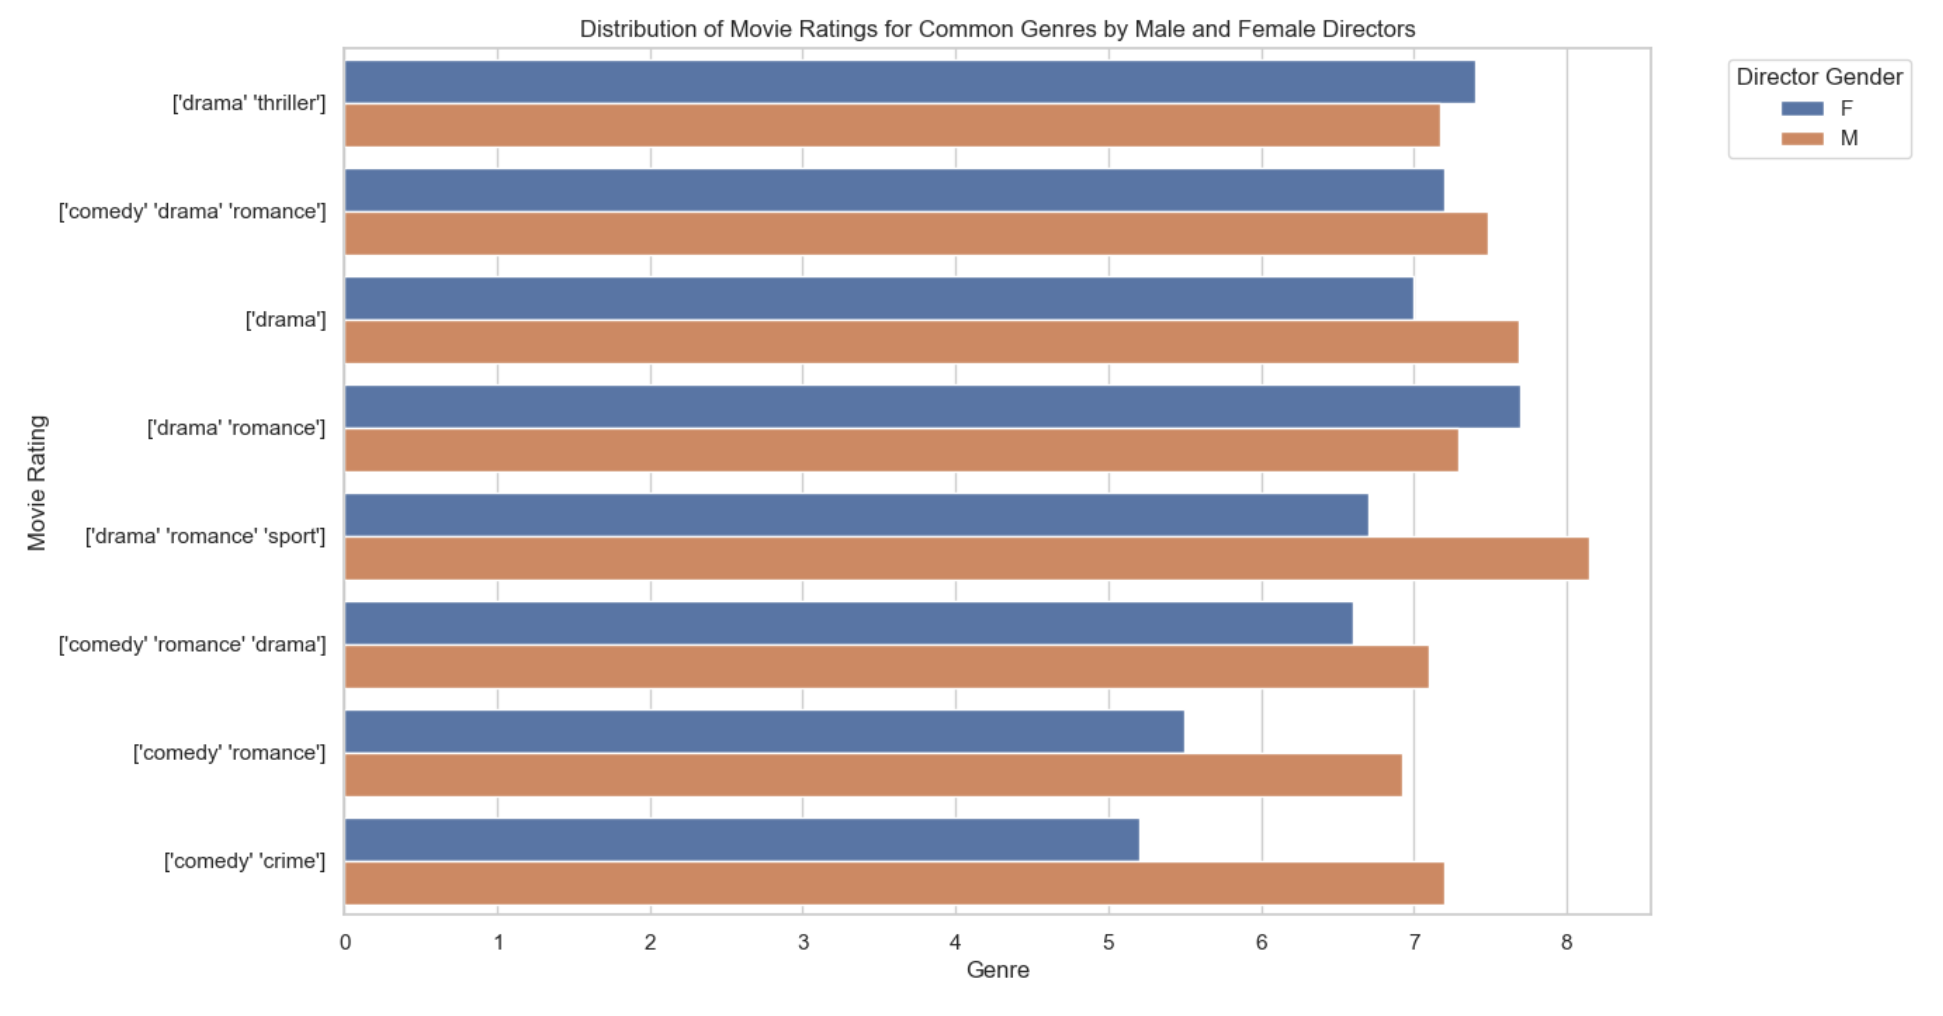 Distribution of Movie Ratings for Common Genres by Male and Female Directors
Director Gender
F
M
['drama' 'thriller']
['comedy' 'drama' 'romance']
['drama']
['drama' 'romance']
['drama' 'romance' 'sport']
['comedy' 'romance' 'drama']
['comedy' 'romance']
['comedy' 'crime']
Movie Rating
0 1 2 3 4 5 6 7 8
Genre